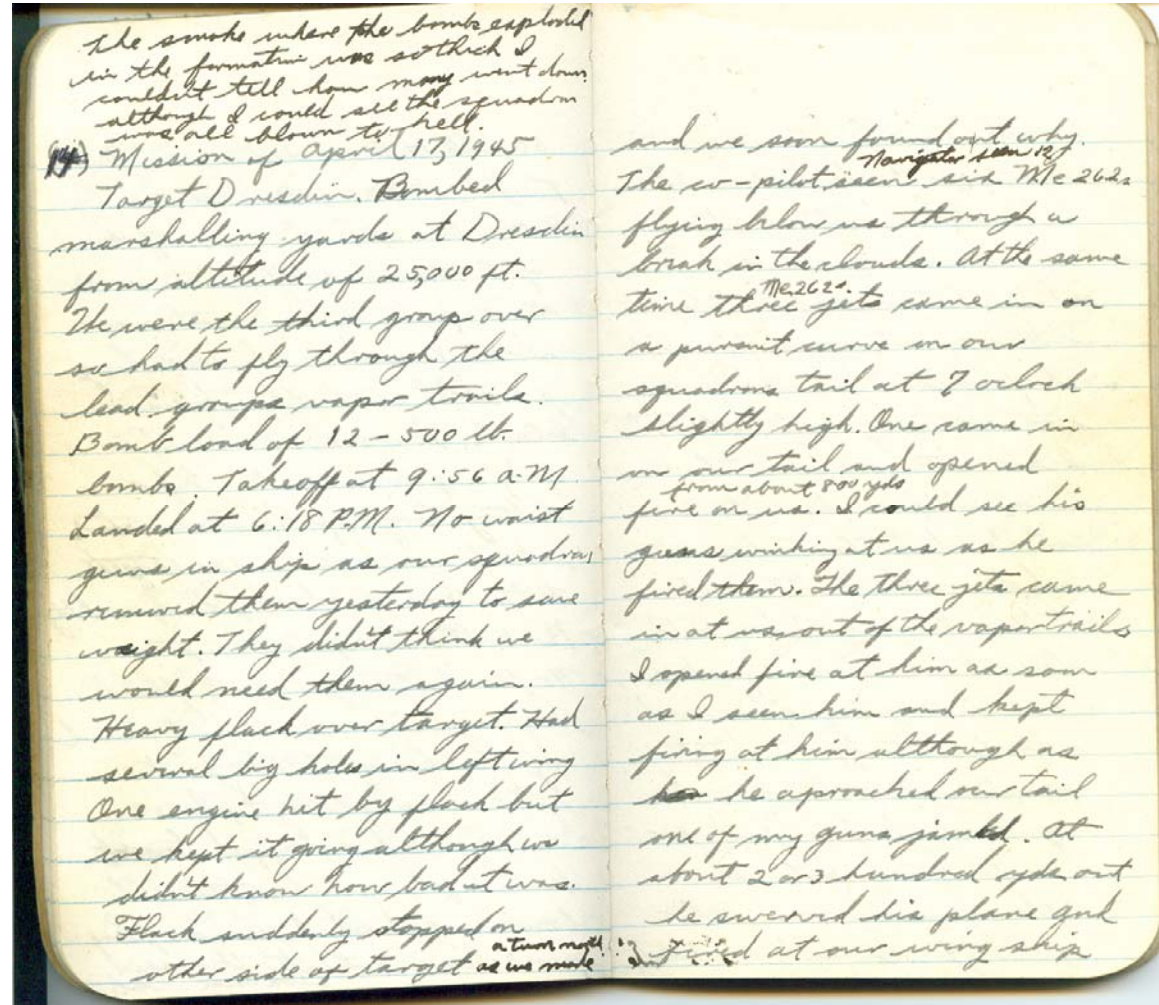 The smoke where the bombs exploded
in the formation was so thick I
couldn't tell how many went down
although I could see the squadron
was all blown to hell.
(14) Mission of April 17, 1945
Target Dresdin. Bombed
marshalling yards at Dresdin
from altitude of 25,000 ft.
We were the third group over
so had to fly through the
lead groups vapor trails.
Bomb load of 12 - 500 lb.
bombs. Takeoff at 9:56 A.M.
Landed at 6:18 P.M. No waist
guns in ship as our squadron
removed them yesterday to save
weight. They didn't think we
would need them again.
Heavy flack over target. Had
several big holes in left wing
One engine hit by flack but
we kept it going although we
didn't know how bad it was.
Flack suddenly stopped on
a turn north
other side of target as we made
and we soon found out why.
Navigator seen 12
The co-pilot seen six Me 262s
flying below us through a
break in the clouds. At the same
Me 262s.
time three jets came in on
a pursuit curve on our
squadrons tail at 7 oclock
slightly high. One came in
on our tail and opened
from about 800 yds
fire on us. I could see his
guns winking at us as he
fired them. The three jets came
in at us out of the vapor trails
I opened fire at him as soon
as I seen him and kept
firing at him although as
he aproached our tail
one of my guns jamed. At
about 2 or 3 hundred yds out
he swerved his plane and
fired at our wing ship